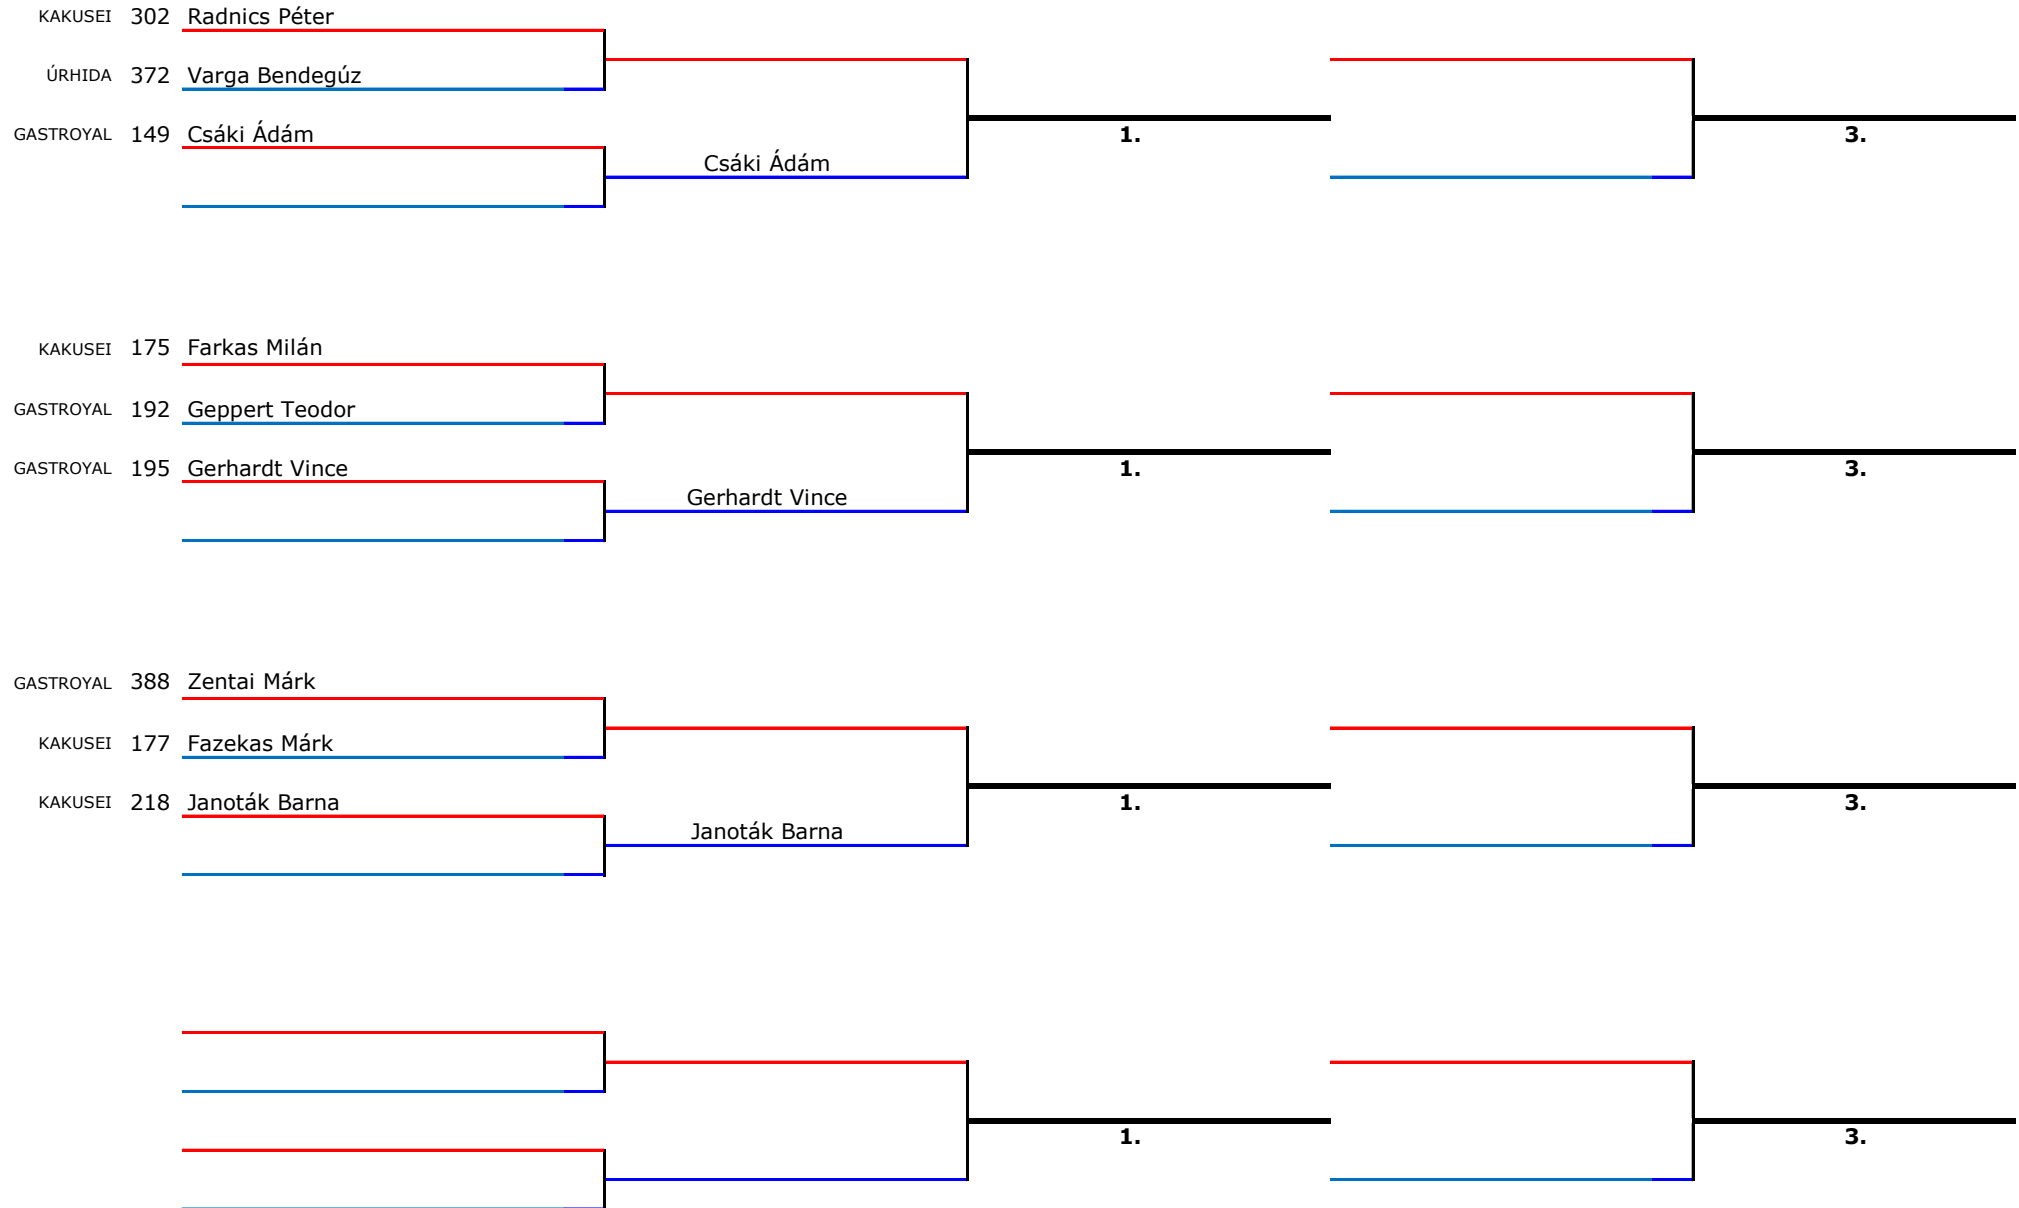 KAKUSEI 302 Radnics Péter
ÚRHIDA 372 Varga Bendegúz
GASTROYAL 149 Csáki Ádám
1. 3.
Csáki Ádám
KAKUSEI 175 Farkas Milán
GASTROYAL 192 Geppert Teodor
GASTROYAL 195 Gerhardt Vince
1. 3.
Gerhardt Vince
GASTROYAL 388 Zentai Márk
KAKUSEI 177 Fazekas Márk
KAKUSEI 218 Janoták Barna
1. 3.
Janoták Barna
1. 3.